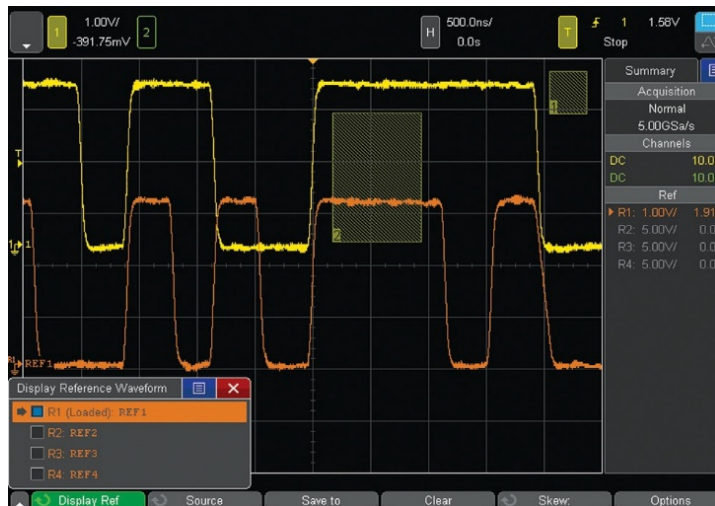 1 1.00V/ 2 H 500.0ns/ T 1 1.58V
-391.75mV 0.0s Stop
Summary
Acquisition
Normal
5.00GSa/s
Channels
DC 10.0
DC 10.0
Ref
R1: 1.00V/ 1.91
R2: 5.00V/ 0.0
R3: 5.00V/ 0.0
R4: 5.00V/ 0.0
T
1
REF1
Display Reference Waveform
R1 (Loaded): REF1
R2: REF2
R3: REF3
R4: REF4
Display Ref Source Save to Clear Skew: Options